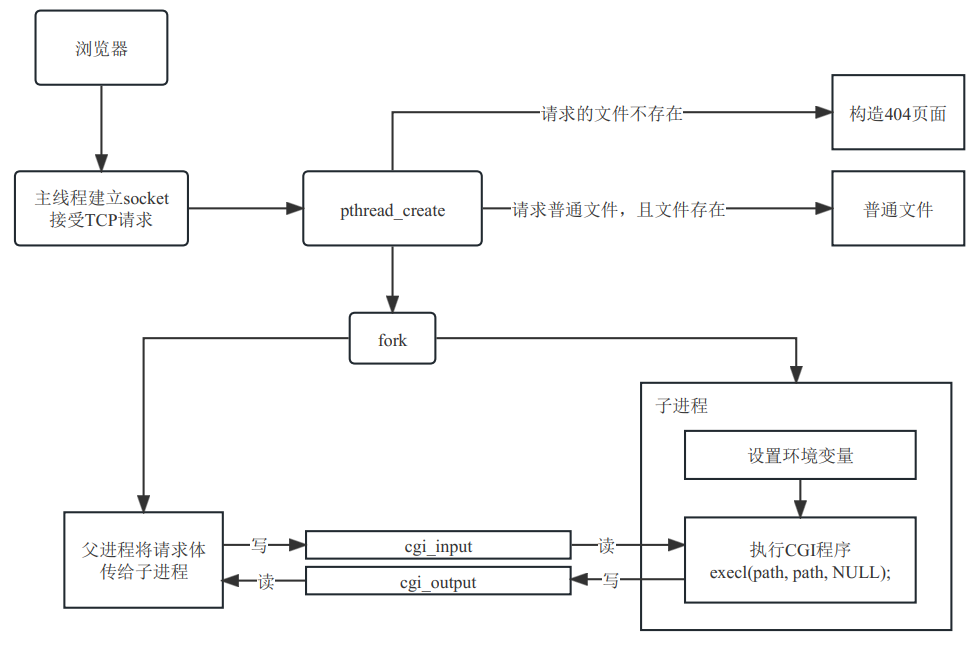 浏览器
请求的文件不存在
构造404页面
主线程建立socket
接受TCP请求
pthread_create
请求普通文件，且文件存在
普通文件
fork
子进程
设置环境变量
父进程将请求体
传给子进程
写
cgi_input
读
执行CGI程序
execl(path, path, NULL);
读
cgi_output
写